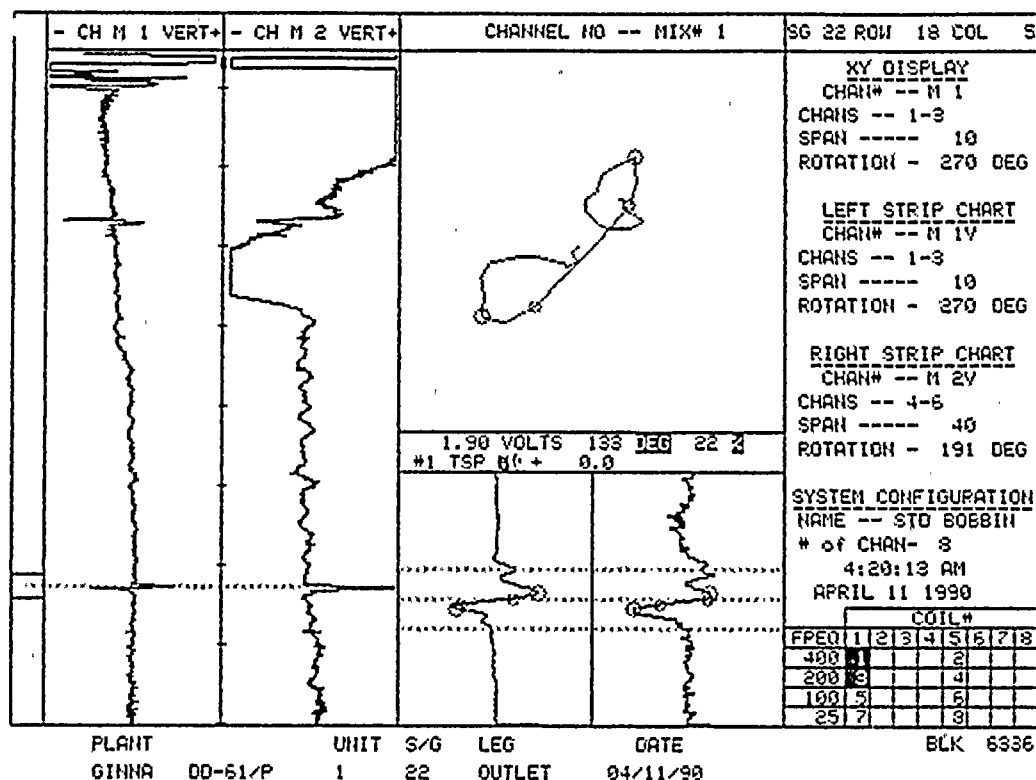 - CH M 1 VERT+
- CH M 2 VERT+
CHANNEL NO -- MIX# 1
SG 22 ROW 18 COL
XY DISPLAY
CHAN# -- M 1
CHANS -- 1-3
SPAN ----- 10
ROTATION - 270 DEG
LEFT STRIP CHART
CHAN# -- M 1V
CHANS -- 1-3
SPAN ----- 10
ROTATION - 270 DEG
RIGHT STRIP CHART
CHAN# -- M 2V
CHANS -- 4-6
SPAN ----- 40
ROTATION - 191 DEG
1.90 VOLTS 133 DEG 22 %
#1 TSP + 0.0
SYSTEM CONFIGURATION
NAME -- STD BOBBIN
# of CHAN- 8
4:20:13 AM
APRIL 11 1990
COIL#
FREQ 1 2 3 4 5 6 7 8
400 1 2
200 3 4
100 5 6
25 7 8
PLANT UNIT S/G LEG DATE BLK 6336
GINNA DD-61/P 1 22 OUTLET 04/11/90